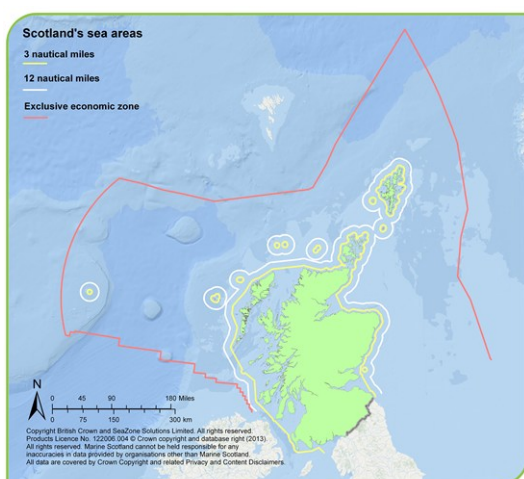 Scotland's sea areas
3 nautical miles
12 nautical miles
Exclusive economic zone
N
0 45 90 180 Miles
0 75 150 300 km
Copyright British Crown and SeaZone Solutions Limited. All rights reserved.
Products Licence No. 122006.004 © Crown copyright and database right (2013).
All rights reserved. Marine Scotland cannot be held responsible for any
inaccuracies in data provided by organisations other than Marine Scotland.
All data are covered by Crown Copyright and related Privacy and Content Disclaimers.